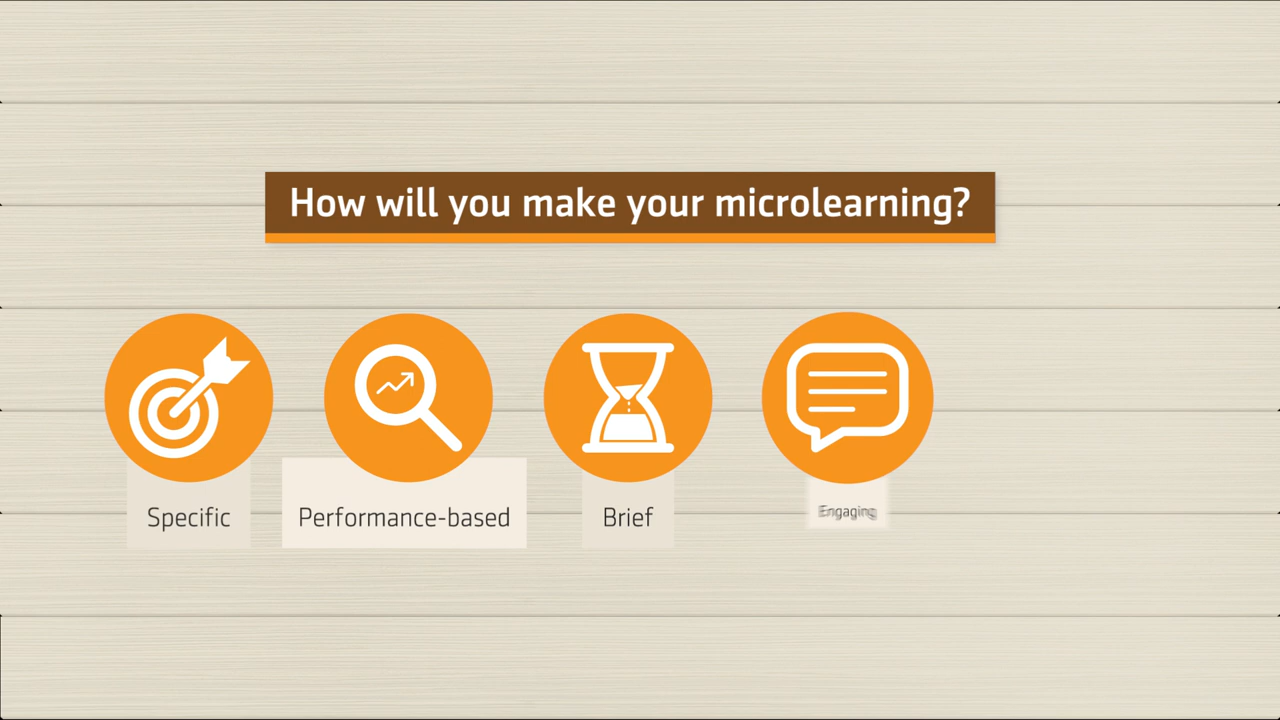 How will you make your microlearning?
Specific
Performance-based
Brief
Engaging